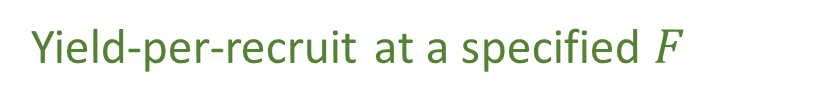 Yield-per-recruit at a specified F